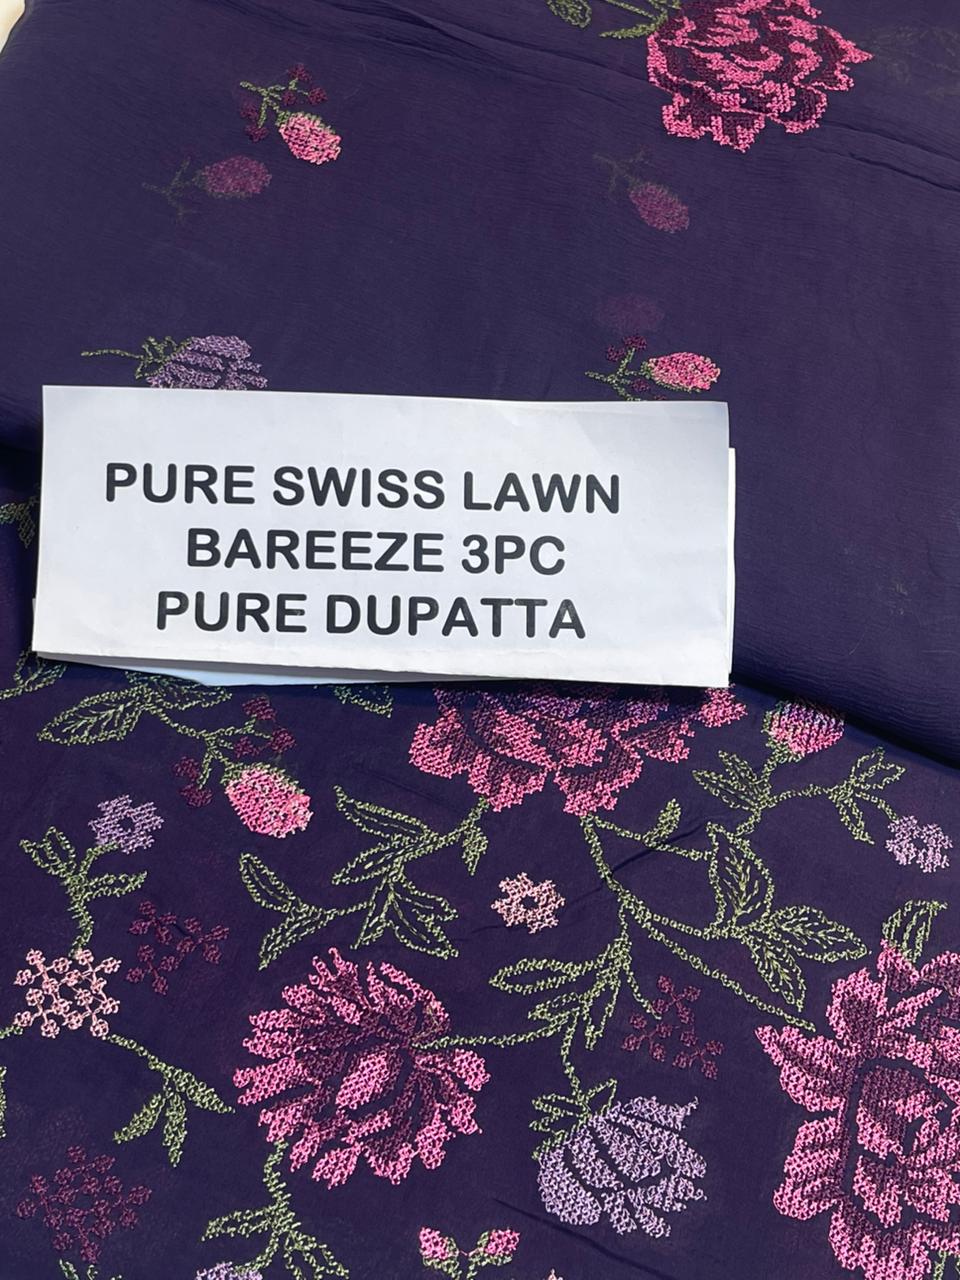 PURE SWISS LAWN
BAREEZE 3PC
PURE DUPATTA